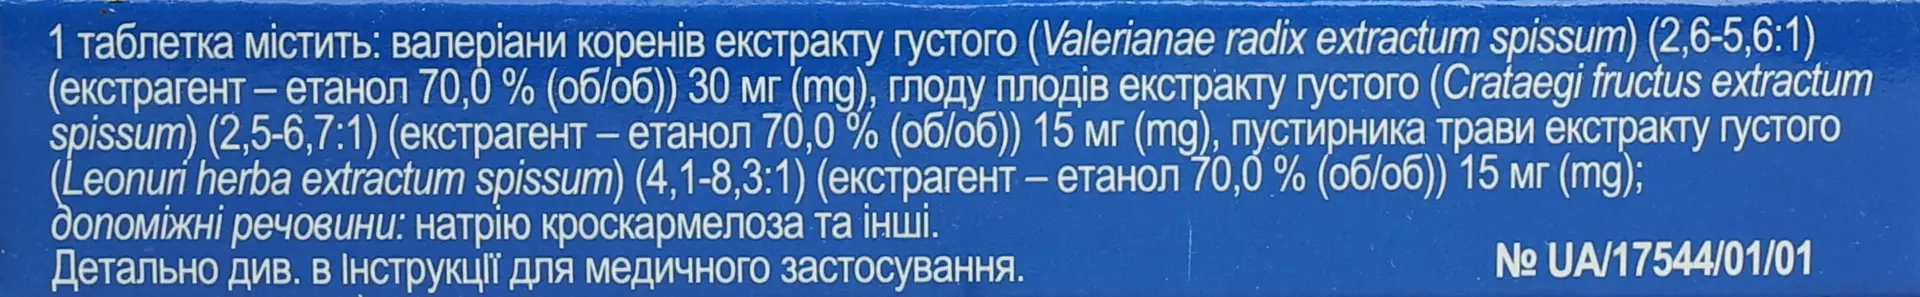 1 таблетка містить: валеріани коренів екстракту густого (Valerianae radix extractum spissum) (2,6-5,6:1)
(екстрагент – етанол 70,0 % (об/об)) 30 мг (mg), глоду плодів екстракту густого (Crataegi fructus extractum
spissum) (2,5-6,7:1) (екстрагент – етанол 70,0 % (об/об)) 15 мг (mg), пустирника трави екстракту густого
(Leonuri herba extractum spissum) (4,1-8,3:1) (екстрагент – етанол 70,0 % (об/об)) 15 мг (mg);
допоміжні речовини: натрію кроскармелоза та інші.
Детально див. в Інструкції для медичного застосування.
№ UA/17544/01/01